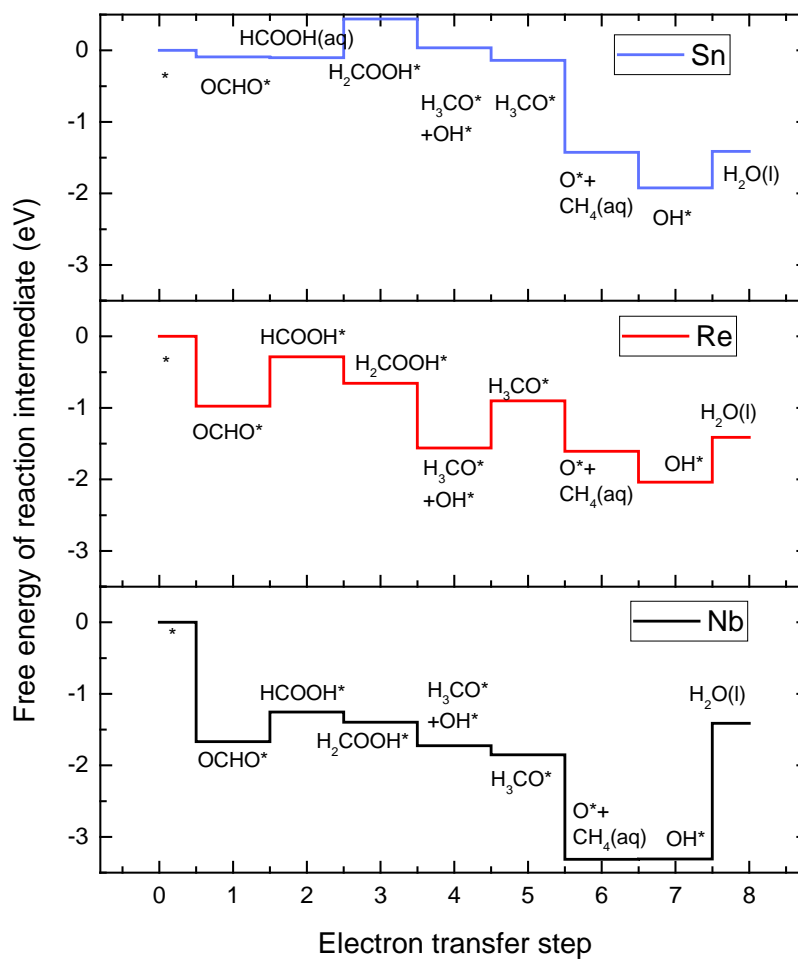 Free energy of reaction intermediate (eV)
0
-1
-2
-3
*
OCHO*
HCOOH(aq)
H₂COOH*
H₃CO*
+OH*
H₃CO*
O*+
CH₄(aq)
OH*
H₂O(l)
Sn
0
-1
-2
-3
*
OCHO*
HCOOH*
H₂COOH*
H₃CO*
+OH*
H₃CO*
O*+
CH₄(aq)
OH*
H₂O(l)
Re
0
-1
-2
-3
*
OCHO*
HCOOH*
H₂COOH*
H₃CO*
+OH*
H₃CO*
O*+
CH₄(aq)
OH*
H₂O(l)
Nb
0 1 2 3 4 5 6 7 8
Electron transfer step